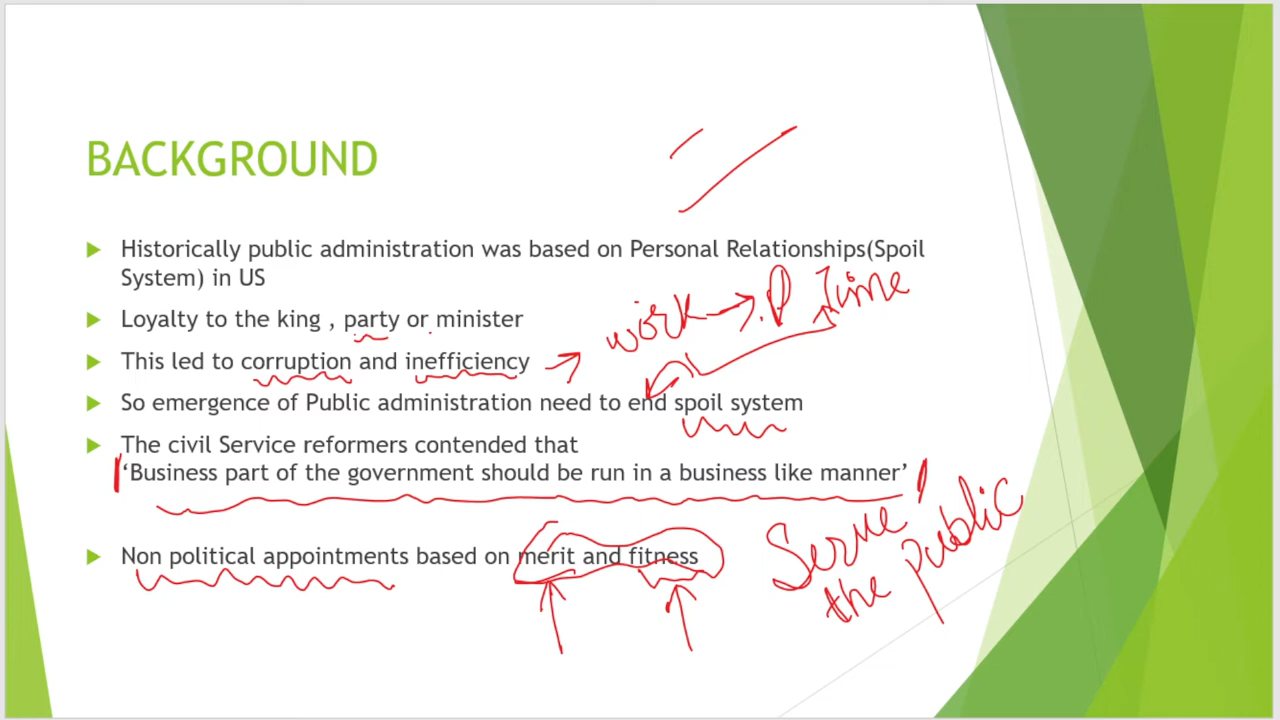 BACKGROUND
Historically public administration was based on Personal Relationships(Spoil
System) in US
Loyalty to the king , party or minister
This led to corruption and inefficiency
work → P Time
So emergence of Public administration need to end spoil system
The civil Service reformers contended that
‘Business part of the government should be run in a business like manner’
Non political appointments based on merit and fitness
Serve
the public